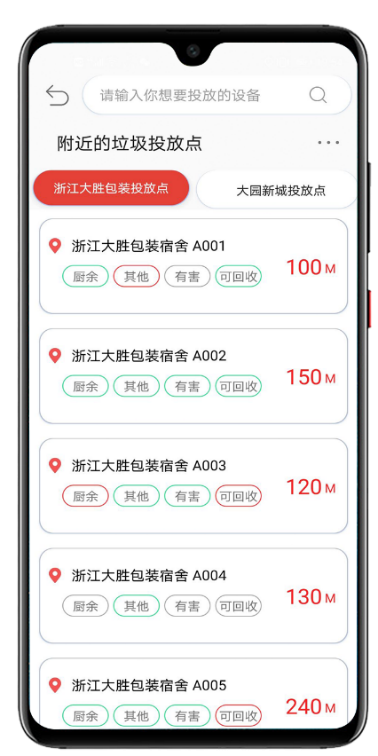 请输入你想要投放的设备
附近的垃圾投放点
浙江大胜包装投放点 大园新城投放点
浙江大胜包装宿舍 A001
厨余 其他 有害 可回收 100 M
浙江大胜包装宿舍 A002
厨余 其他 有害 可回收 150 M
浙江大胜包装宿舍 A003
厨余 其他 有害 可回收 120 M
浙江大胜包装宿舍 A004
厨余 其他 有害 可回收 130 M
浙江大胜包装宿舍 A005
厨余 其他 有害 可回收 240 M